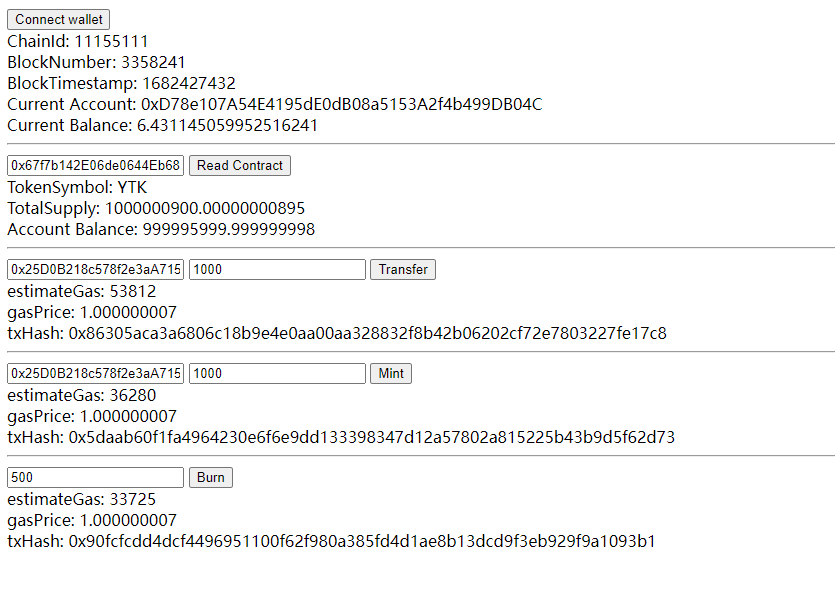 Connect wallet
ChainId: 11155111
BlockNumber: 3358241
BlockTimestamp: 1682427432
Current Account: 0xD78e107A54E4195dE0dB08a5153A2f4b499DB04C
Current Balance: 6.431145059952516241
0x67f7b142E06de0644Eb68 Read Contract
TokenSymbol: YTK
TotalSupply: 1000000900.00000000895
Account Balance: 999995999.999999998
0x25D0B218c578f2e3aA715 1000 Transfer
estimateGas: 53812
gasPrice: 1.000000007
txHash: 0x86305aca3a6806c18b9e4e0aa00aa328832f8b42b06202cf72e7803227fe17c8
0x25D0B218c578f2e3aA715 1000 Mint
estimateGas: 36280
gasPrice: 1.000000007
txHash: 0x5daab60f1fa4964230e6f6e9dd133398347d12a57802a815225b43b9d5f62d73
500 Burn
estimateGas: 33725
gasPrice: 1.000000007
txHash: 0x90fcfcdd4dcf4496951100f62f980a385fd4d1ae8b13dcd9f3eb929f9a1093b1